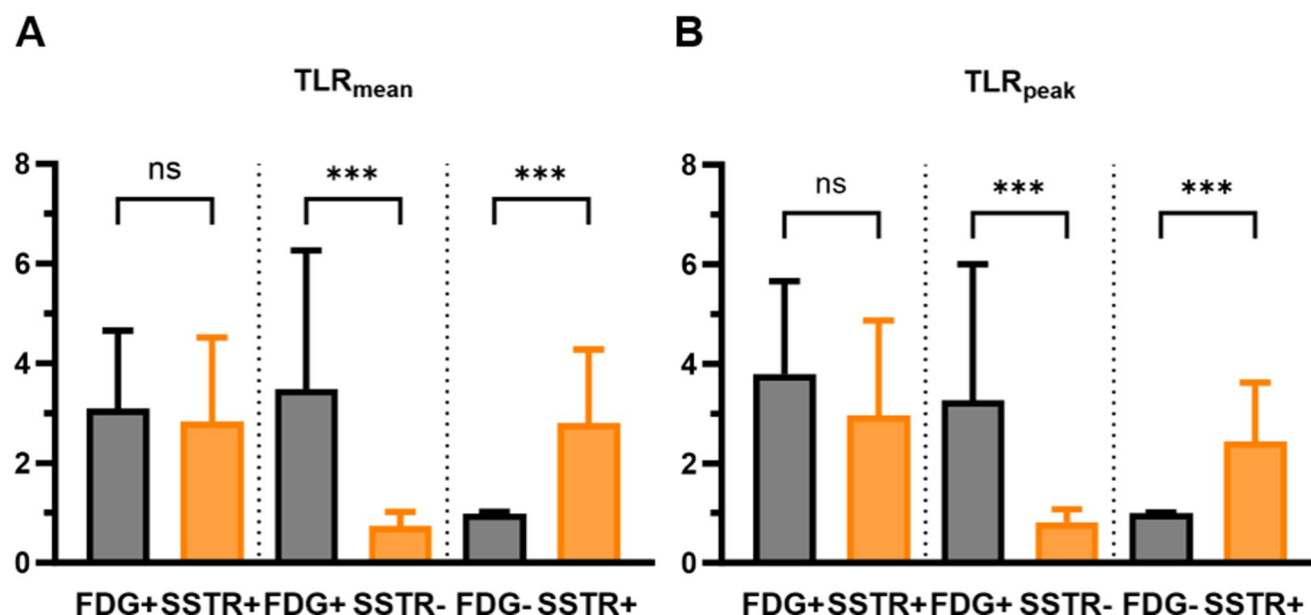 A
TLRmean
8
6
4
2
0
ns
***
***
FDG+SSTR+FDG+ SSTR- FDG- SSTR+
B
TLRpeak
8
6
4
2
0
ns
***
***
FDG+SSTR+FDG+ SSTR- FDG- SSTR+